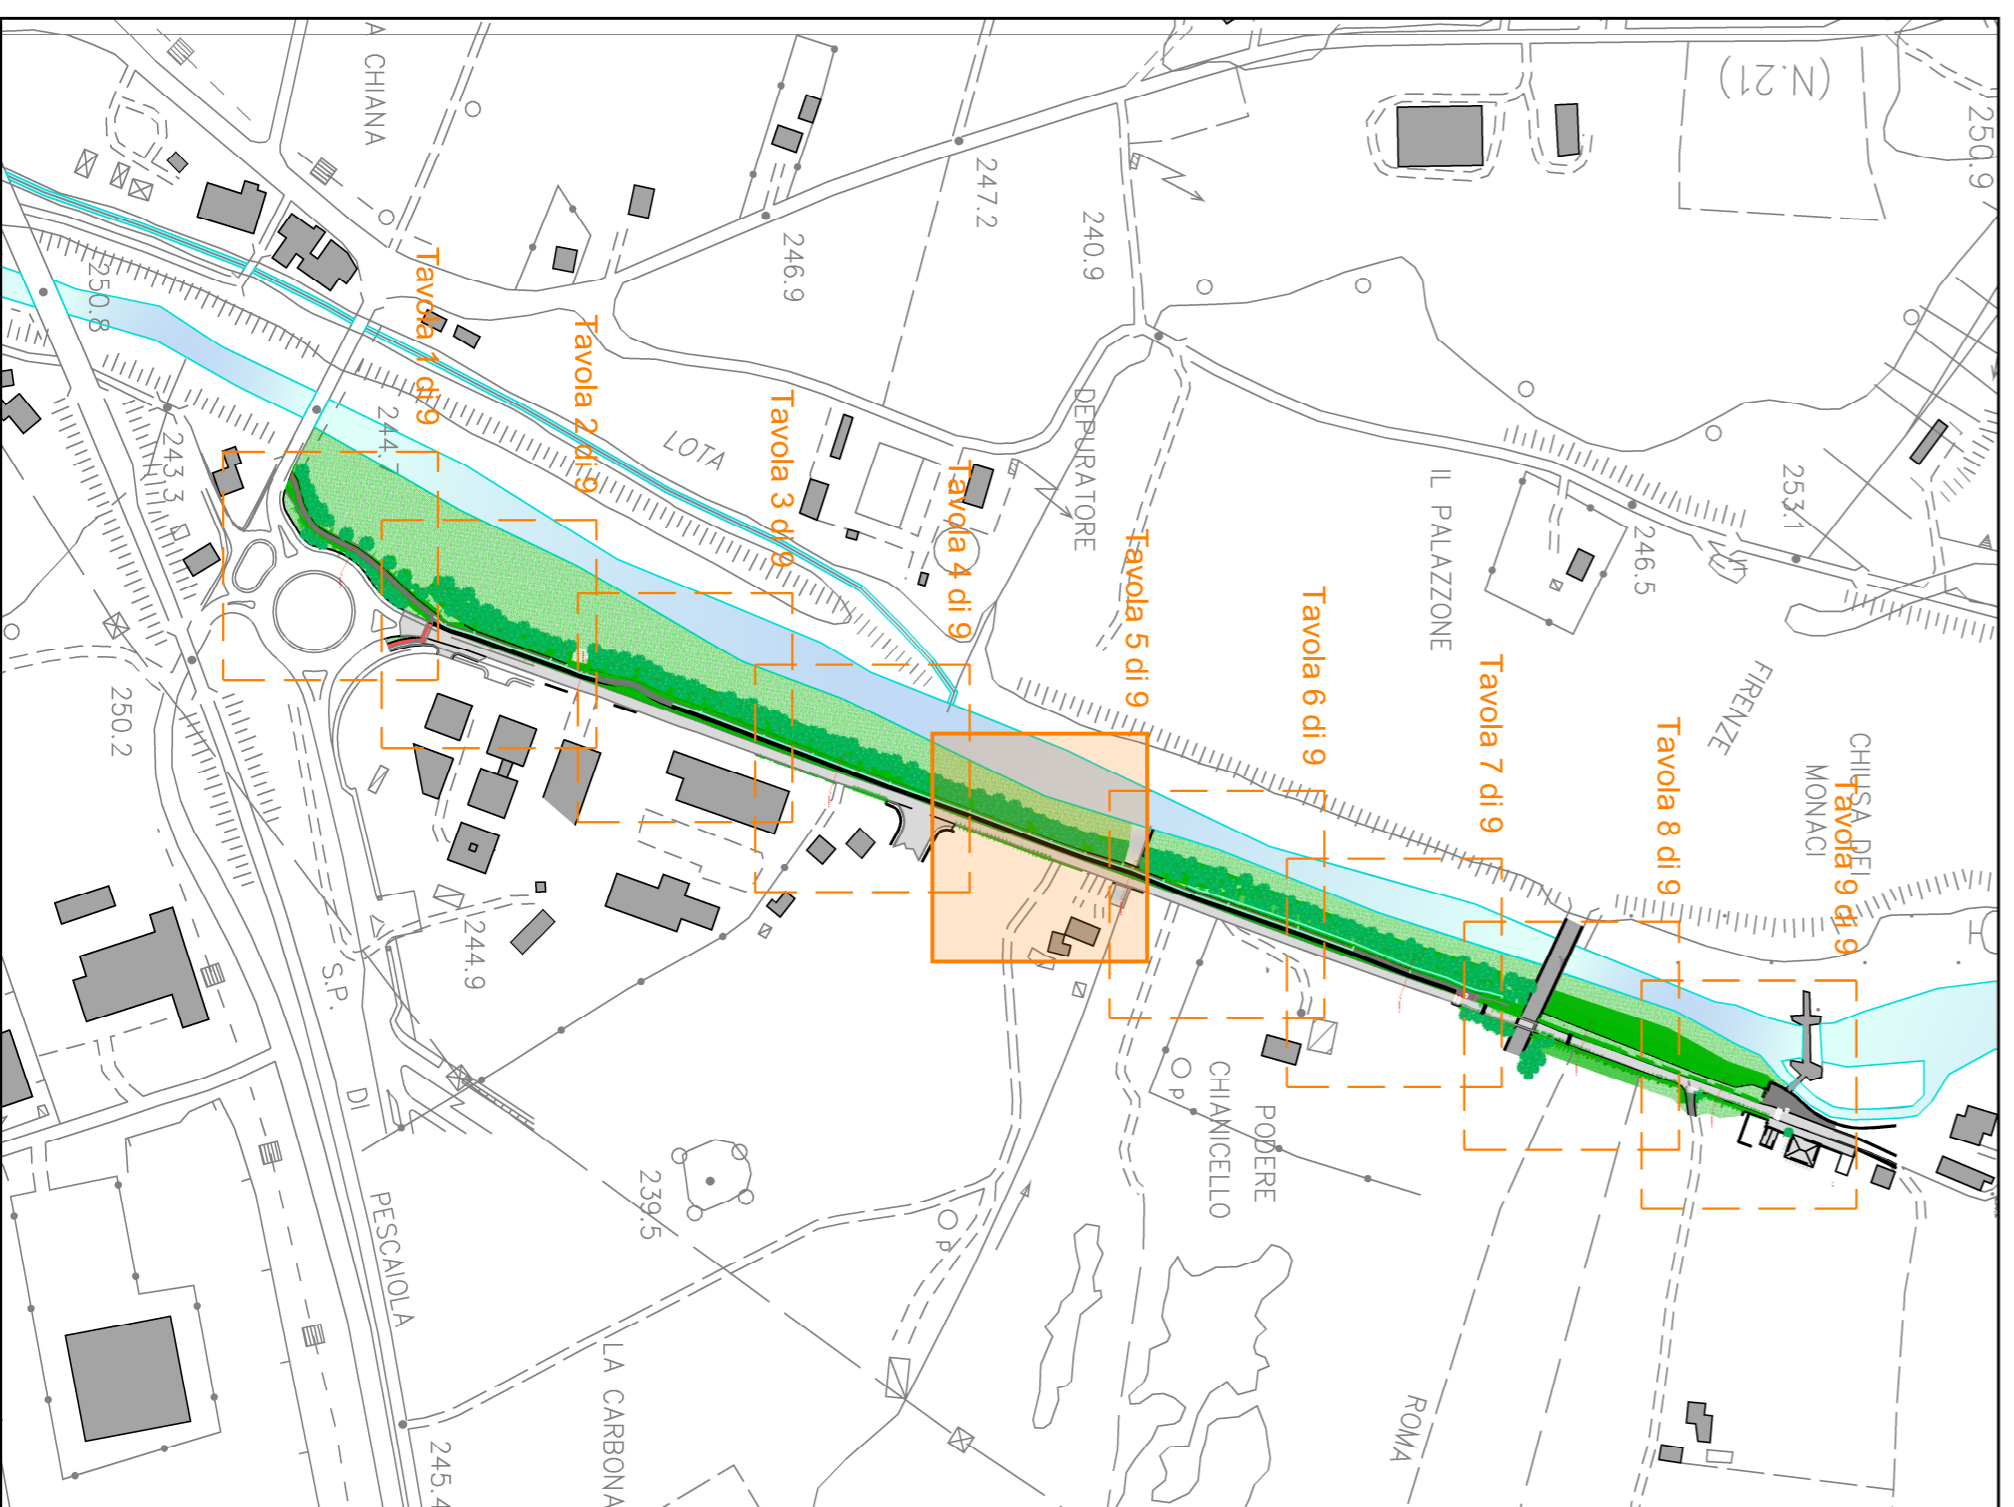 A CHIANA
(N.21)
250.9
247.2
240.9
246.9
250.8
Tavola 1 di 9
Tavola 2 di 9
Tavola 3 di 9
Tavola 4 di 9
Tavola 5 di 9
Tavola 6 di 9
Tavola 7 di 9
Tavola 8 di 9
Tavola 9 di 9
244.
243.3
LOTA
DEPURATORE
IL PALAZZONE
246.5
253.1
FIRENZE
CHIUSA DEI
MONACI
250.2
244.9
S.P.
DI
PESCAIOLA
239.5
p
p
PODERE
CHIANICELLO
LA CARBONA
245.4
ROMA